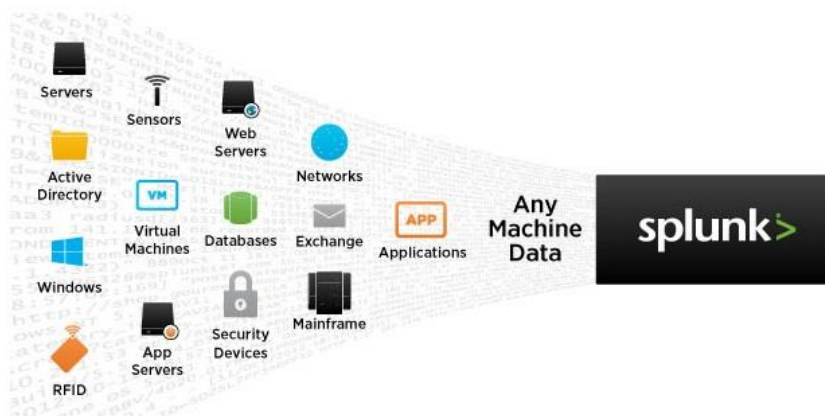 Servers
Sensors
Web
Servers
Active
Directory
VM
Virtual
Machines
Databases
Networks
Exchange
APP
Applications
Any
Machine
Data
splunk>
Windows
App
Servers
Security
Devices
Mainframe
RFID